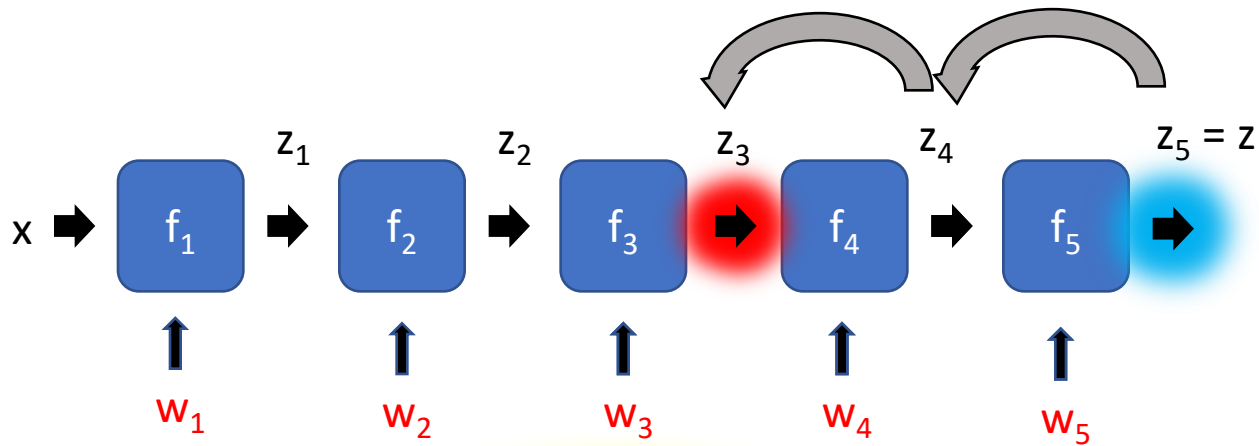 z₁ z₂ z₃ z₄ z₅ = z
x f₁ f₂ f₃ f₄ f₅
w₁ w₂ w₃ w₄ w₅